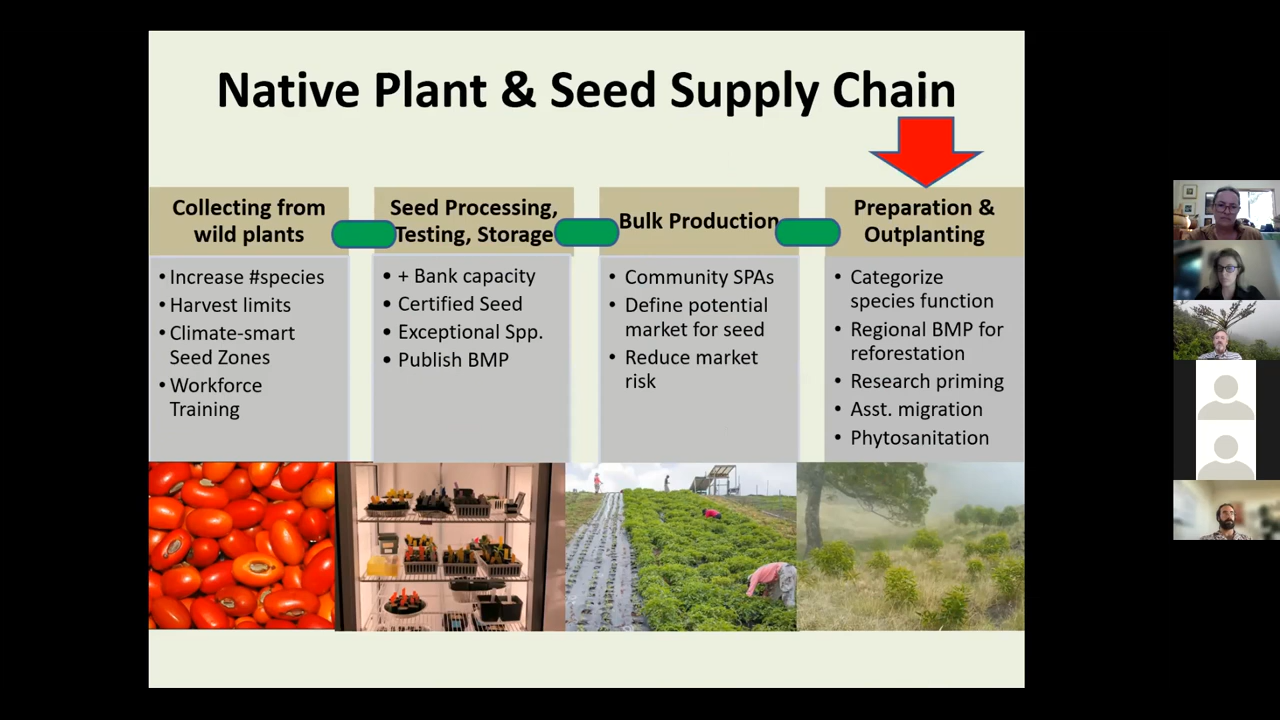 Native Plant & Seed Supply Chain
Collecting from
wild plants
• Increase #species
• Harvest limits
• Climate-smart
Seed Zones
• Workforce
Training
Seed Processing,
Testing, Storage
• + Bank capacity
• Certified Seed
• Exceptional Spp.
• Publish BMP
Bulk Production
• Community SPAs
• Define potential
market for seed
• Reduce market
risk
Preparation &
Outplanting
• Categorize
species function
• Regional BMP for
reforestation
• Research priming
• Asst. migration
• Phytosanitation